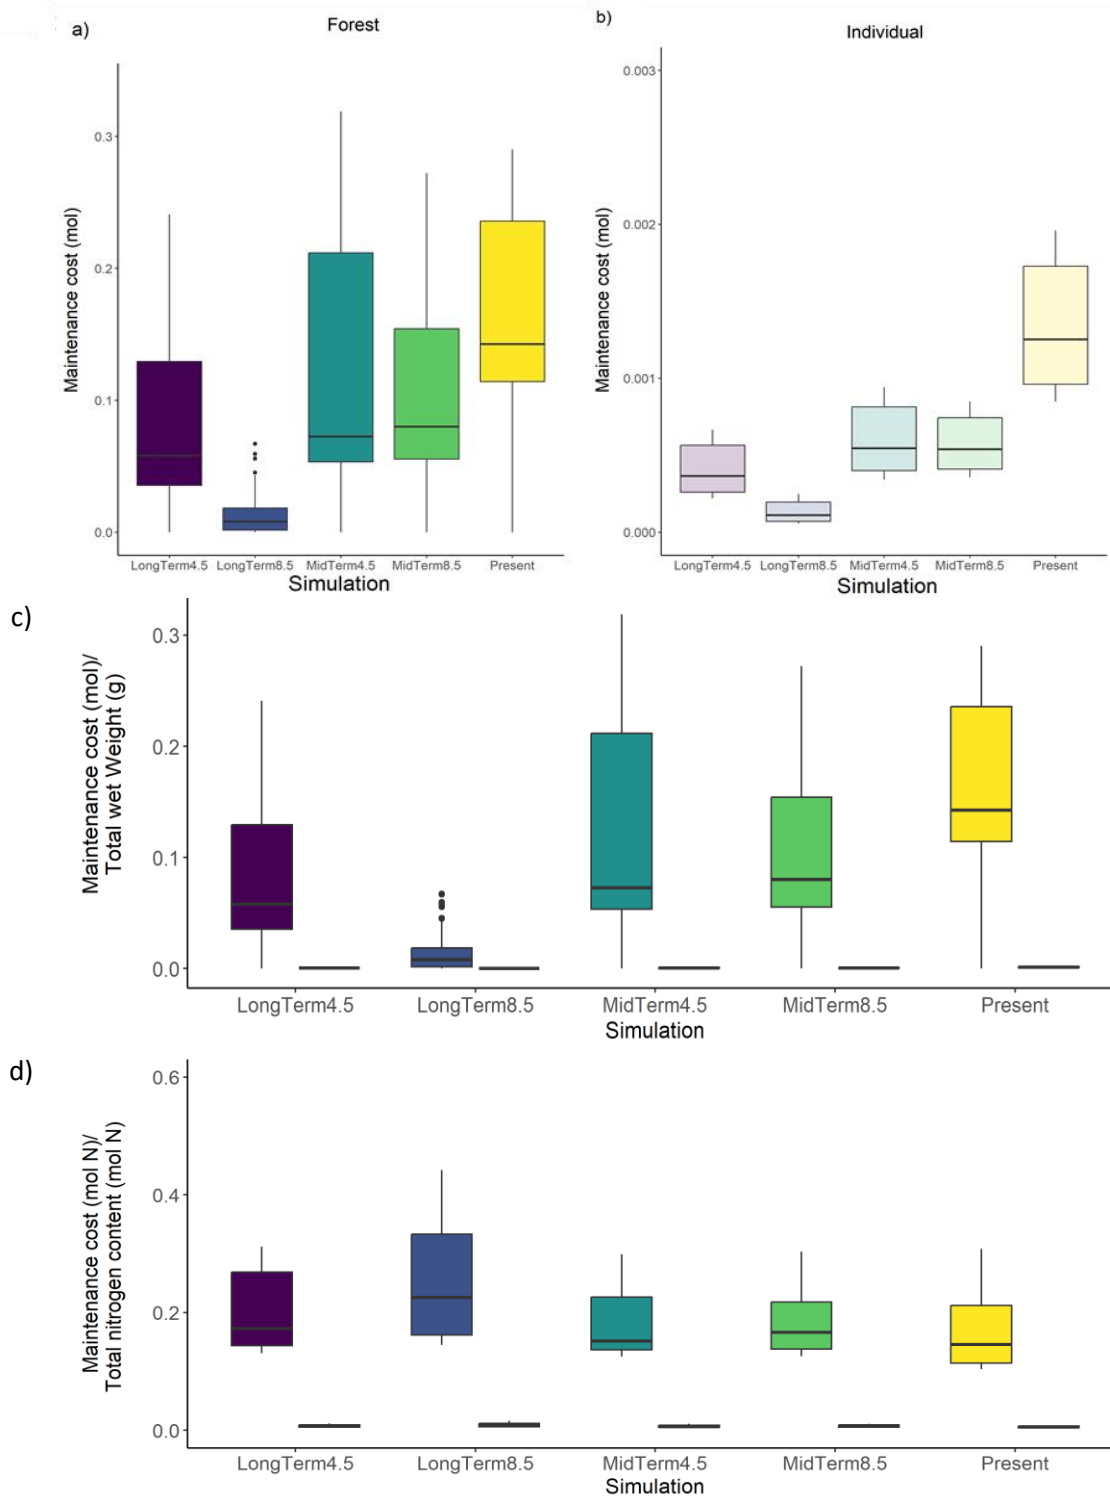 a)
Forest
Maintenance cost (mol)
0.3
0.2
0.1
0.0
LongTerm4.5 LongTerm8.5 MidTerm4.5 MidTerm8.5 Present
Simulation
b)
Individual
Maintenance cost (mol)
0.003
0.002
0.001
0.000
LongTerm4.5 LongTerm8.5 MidTerm4.5 MidTerm8.5 Present
Simulation
c)
Maintenance cost (mol)/
Total wet Weight (g)
0.3
0.2
0.1
0.0
LongTerm4.5 LongTerm8.5 MidTerm4.5 MidTerm8.5 Present
Simulation
d)
Maintenance cost (mol N)/
Total nitrogen content (mol N)
0.6
0.4
0.2
0.0
LongTerm4.5 LongTerm8.5 MidTerm4.5 MidTerm8.5 Present
Simulation